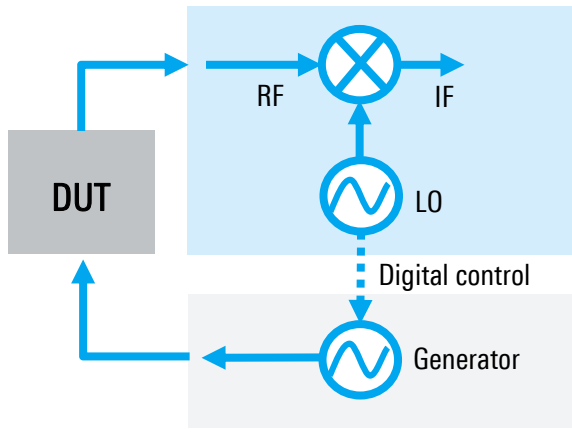 RF
IF
DUT
LO
Digital control
Generator